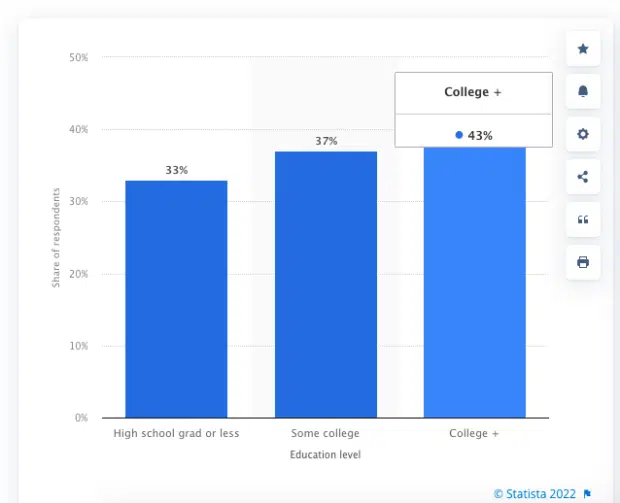 50%
40%
30%
20%
10%
0%
Share of respondents
33%
37%
College +
43%
High school grad or less
Some college
College +
Education level
© Statista 2022